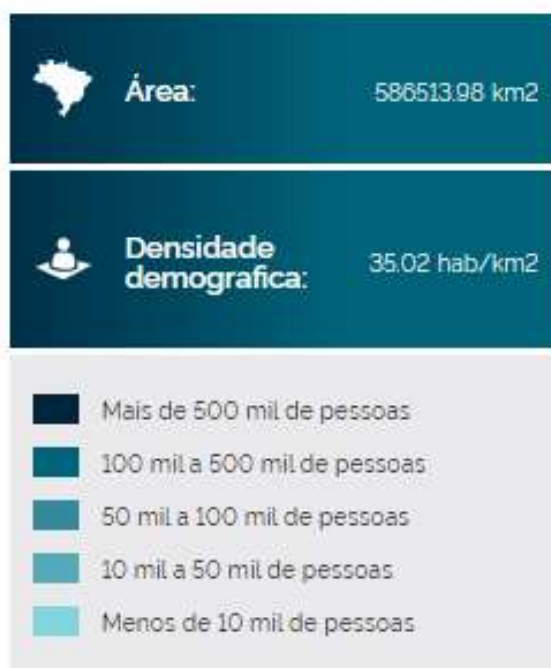 Área:
586513.98 km2
Densidade
demografica:
35.02 hab/km2
Mais de 500 mil de pessoas
100 mil a 500 mil de pessoas
50 mil a 100 mil de pessoas
10 mil a 50 mil de pessoas
Menos de 10 mil de pessoas